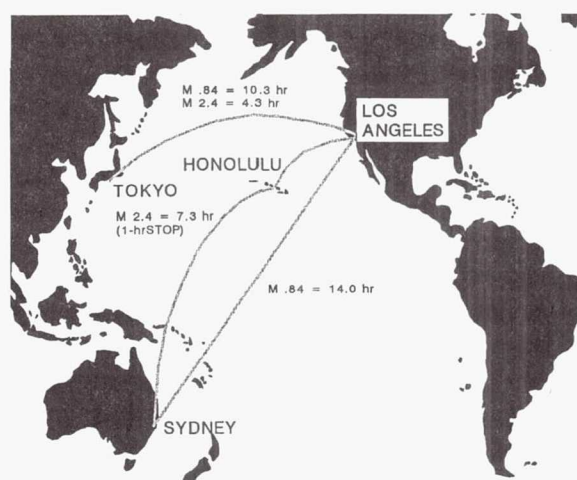 M .84 = 10.3 hr
M 2.4 = 4.3 hr
LOS
ANGELES
HONOLULU
TOKYO
M 2.4 = 7.3 hr
(1-hrSTOP)
M .84 = 14.0 hr
SYDNEY